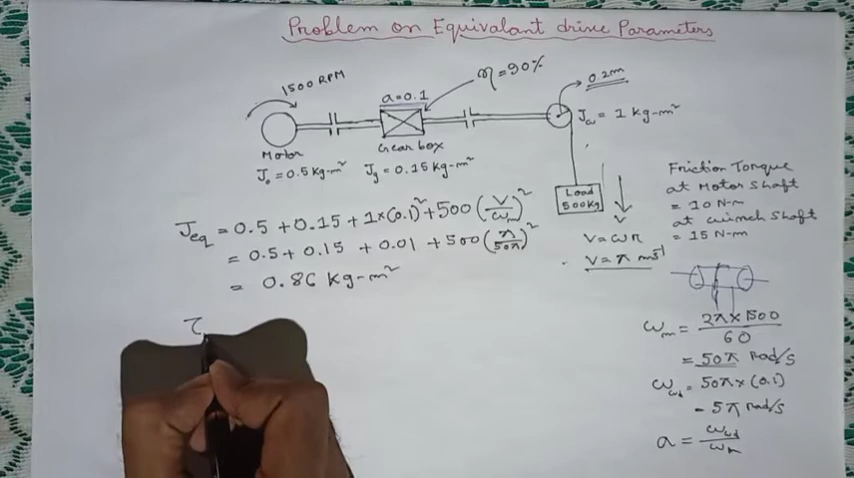 Problem on Equivalant drive Parameters
1500 RPM
a=0.1
η=90%
0.2m
Motor
Gear box
J₀ = 0.5 Kg-m²
Jg = 0.15 Kg-m²
Jω = 1 kg-m²
Load
500Kg
V
V = ωr
V = π ms⁻¹
Friction Torque
at Motor Shaft
= 10 N-m
at winch shaft
= 15 N-m
Jeq = 0.5 + 0.15 + 1×(0.1)² + 500 (V/ωm)²
= 0.5 + 0.15 + 0.01 + 500 (π/50π)²
= 0.86 Kg-m²
τ
ωm = 2π×1500/60
= 50π Rad/s
ωωd = 50π×(0.1)
= 5π rad/s
a = ωωd/ωm